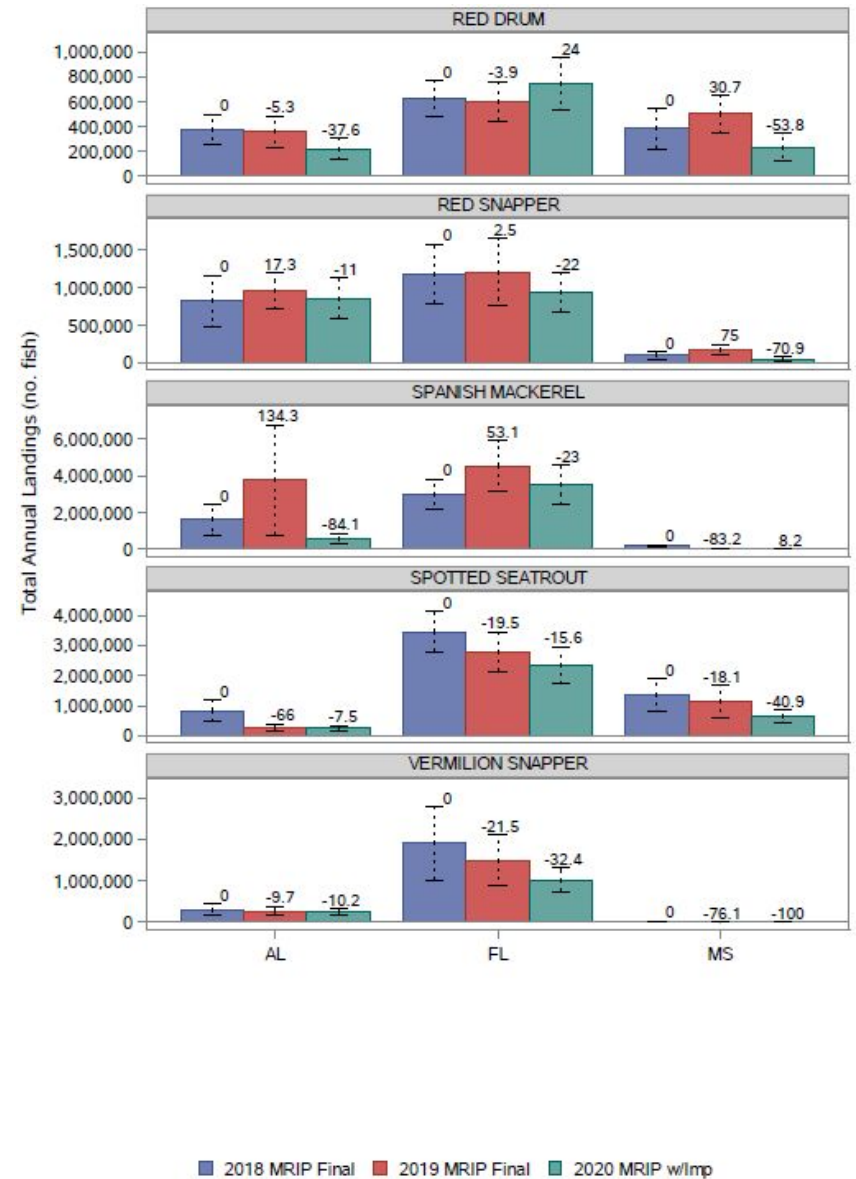 RED DRUM
1,000,000
800,000
600,000
400,000
200,000
0
0 -5.3 -37.6 0 -3.9 24 0 30.7 -53.8
RED SNAPPER
1,500,000
1,000,000
500,000
0
0 17.3 -11 0 2.5 -22 0 75 -70.9
SPANISH MACKEREL
6,000,000
4,000,000
2,000,000
0
0 134.3 -84.1 0 53.1 -23 0 -83.2 8.2
SPOTTED SEATROUT
4,000,000
3,000,000
2,000,000
1,000,000
0
0 -66 -7.5 0 -19.5 -15.6 0 -18.1 -40.9
VERMILION SNAPPER
3,000,000
2,000,000
1,000,000
0
0 -9.7 -10.2 0 -21.5 -32.4 0 -76.1 -100
AL FL MS
Total Annual Landings (no. fish)
2018 MRIP Final 2019 MRIP Final 2020 MRIP w/Imp